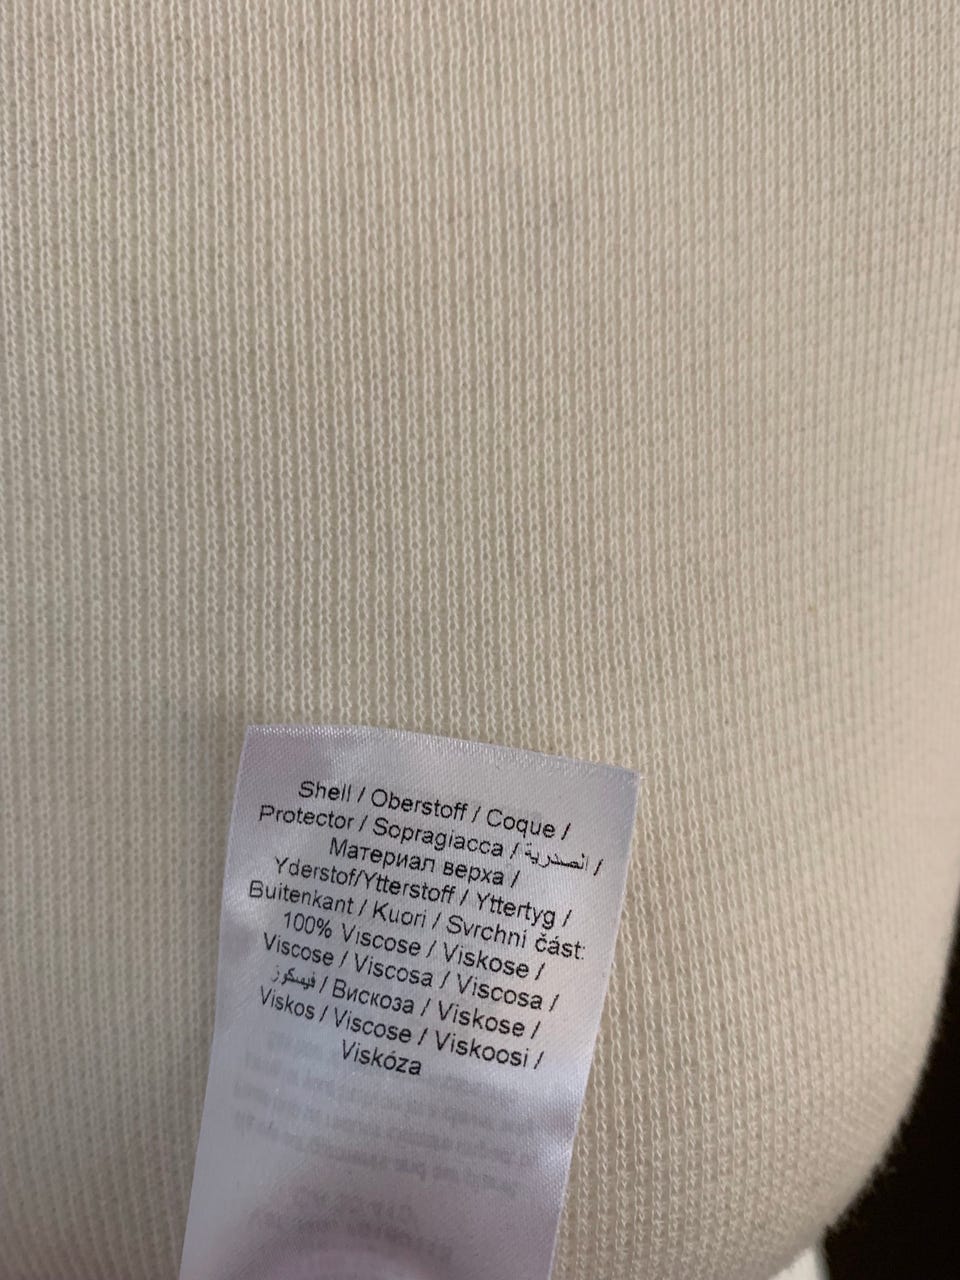 Shell / Oberstoff / Coque /
Protector / Sopragiacca / الصدرية /
Материал верха /
Yderstof/Ytterstoff / Yttertyg /
Buitenkant / Kuori / Svrchní část:
100% Viscose / Viskose /
Viscose / Viscosa / Viscosa /
فيسكوز / Вискоза / Viskose /
Viskos / Viscose / Viskoosi /
Viskóza